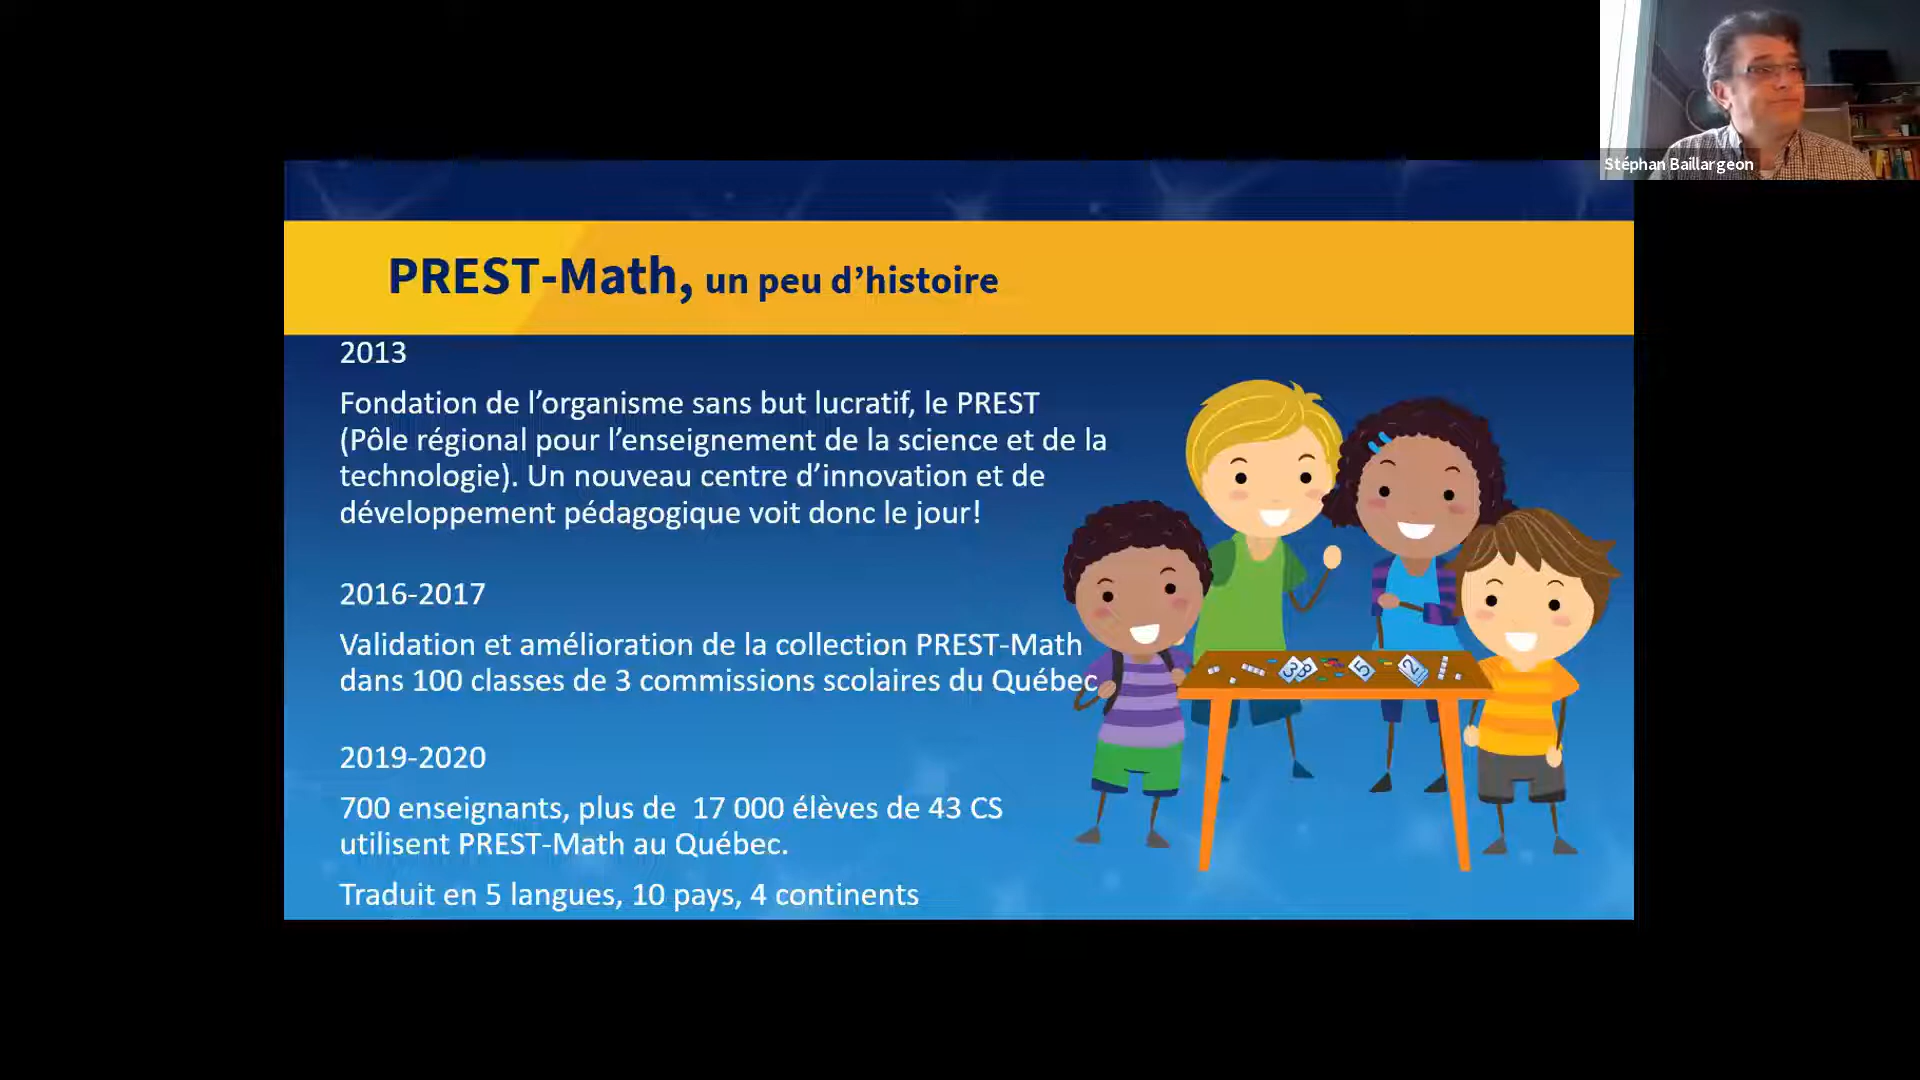 Stéphan Baillargeon
PREST-Math, un peu d’histoire
2013
Fondation de l’organisme sans but lucratif, le PREST
(Pôle régional pour l’enseignement de la science et de la
technologie). Un nouveau centre d’innovation et de
développement pédagogique voit donc le jour!
2016-2017
Validation et amélioration de la collection PREST-Math
dans 100 classes de 3 commissions scolaires du Québec
2019-2020
700 enseignants, plus de  17 000 élèves de 43 CS
utilisent PREST-Math au Québec.
Traduit en 5 langues, 10 pays, 4 continents
3 8 5 2